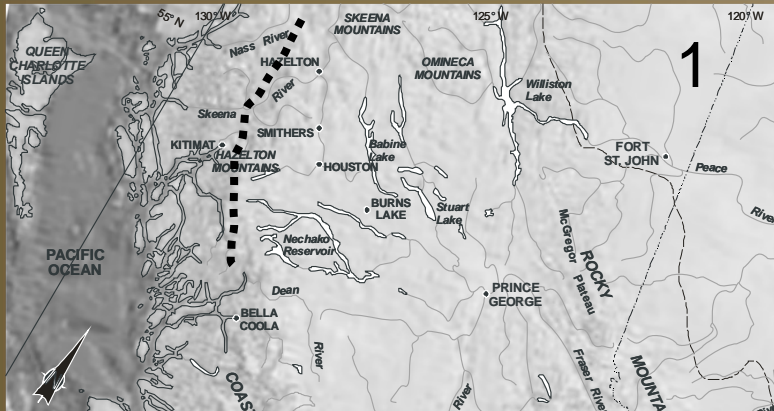 55° N
130° W
125° W
120° W
1
QUEEN
CHARLOTTE
ISLANDS
SKEENA
MOUNTAINS
Nass River
HAZELTON
OMINECA
MOUNTAINS
Williston
Lake
Skeena
River
SMITHERS
KITIMAT
HAZELTON
MOUNTAINS
HOUSTON
Babine
Lake
FORT
ST. JOHN
Peace
River
BURNS
LAKE
Stuart
Lake
Nechako
Reservoir
McGregor
Plateau
ROCKY
MOUNTA
PACIFIC
OCEAN
PRINCE
GEORGE
Dean
River
BELLA
COOLA
COAS
River
Fraser River